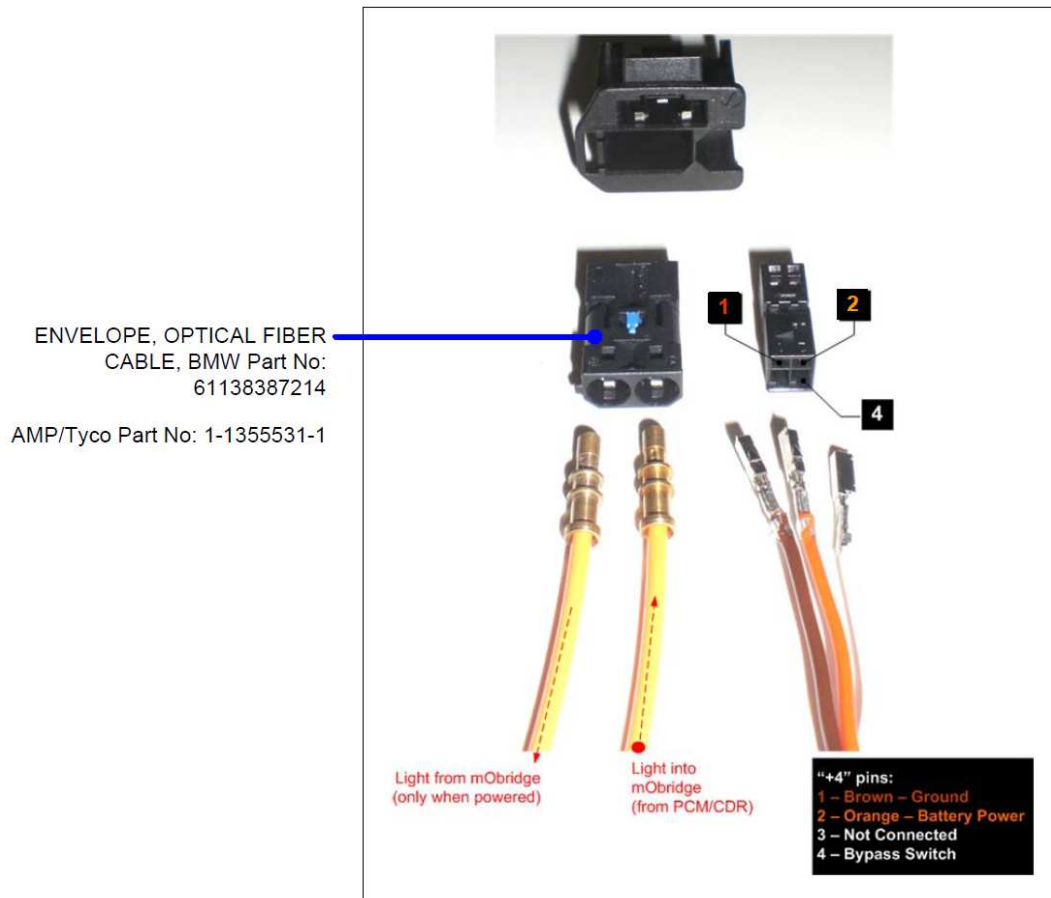 ENVELOPE, OPTICAL FIBER
CABLE, BMW Part No:
61138387214
AMP/Tyco Part No: 1-1355531-1
1
2
4
Light from mObridge
(only when powered)
Light into
mObridge
(from PCM/CDR)
“+4” pins:
1 – Brown – Ground
2 – Orange – Battery Power
3 – Not Connected
4 – Bypass Switch